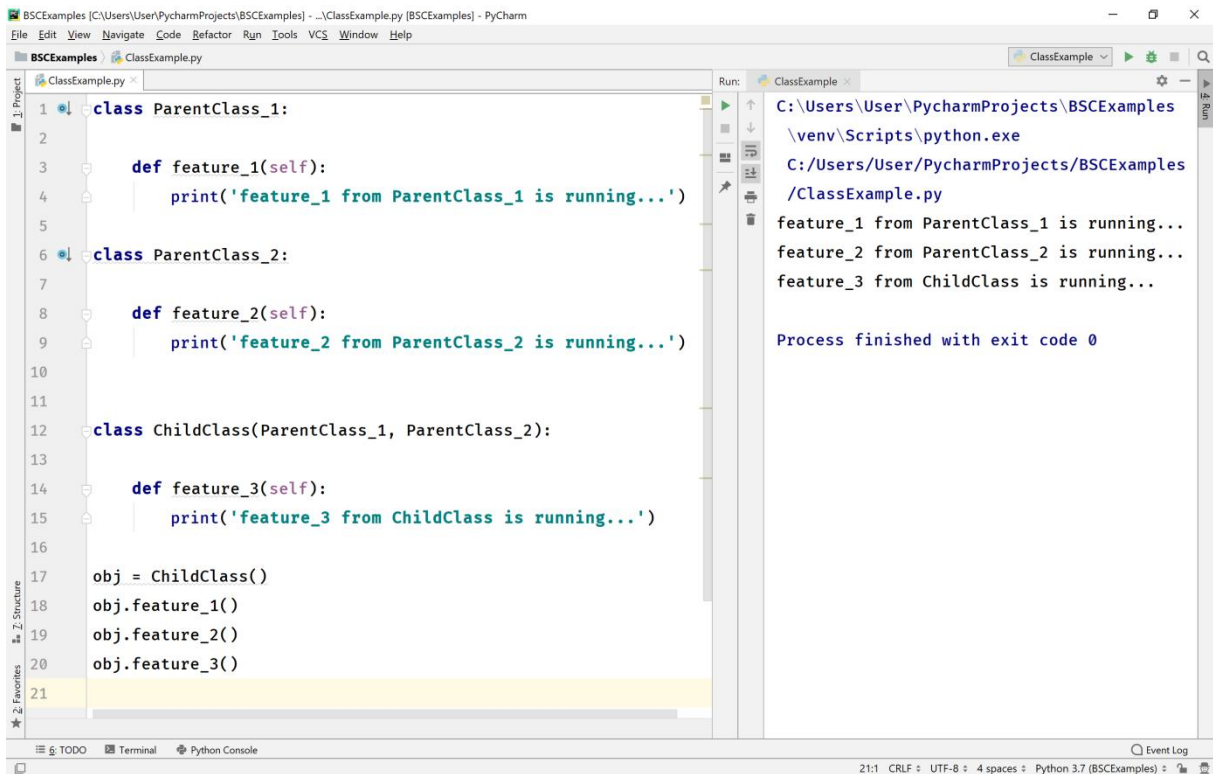 BSCExamples [C:\Users\User\PycharmProjects\BSCExamples] - ...\ClassExample.py [BSCExamples] - PyCharm
File Edit View Navigate Code Refactor Run Tools VCS Window Help
BSCExamples ClassExample.py
ClassExample
1: Project
ClassExample.py
1 class ParentClass_1:
2
3     def feature_1(self):
4         print('feature_1 from ParentClass_1 is running...')
5
6 class ParentClass_2:
7
8     def feature_2(self):
9         print('feature_2 from ParentClass_2 is running...')
10
11
12 class ChildClass(ParentClass_1, ParentClass_2):
13
14     def feature_3(self):
15         print('feature_3 from ChildClass is running...')
16
17 obj = ChildClass()
18 obj.feature_1()
19 obj.feature_2()
20 obj.feature_3()
21
7: Structure
2: Favorites
Run: ClassExample
4: Run
C:\Users\User\PycharmProjects\BSCExamples
\venv\Scripts\python.exe
C:/Users/User/PycharmProjects/BSCExamples
/ClassExample.py
feature_1 from ParentClass_1 is running...
feature_2 from ParentClass_2 is running...
feature_3 from ChildClass is running...
Process finished with exit code 0
6: TODO Terminal Python Console
Event Log
21:1 CRLF UTF-8 4 spaces Python 3.7 (BSCExamples)